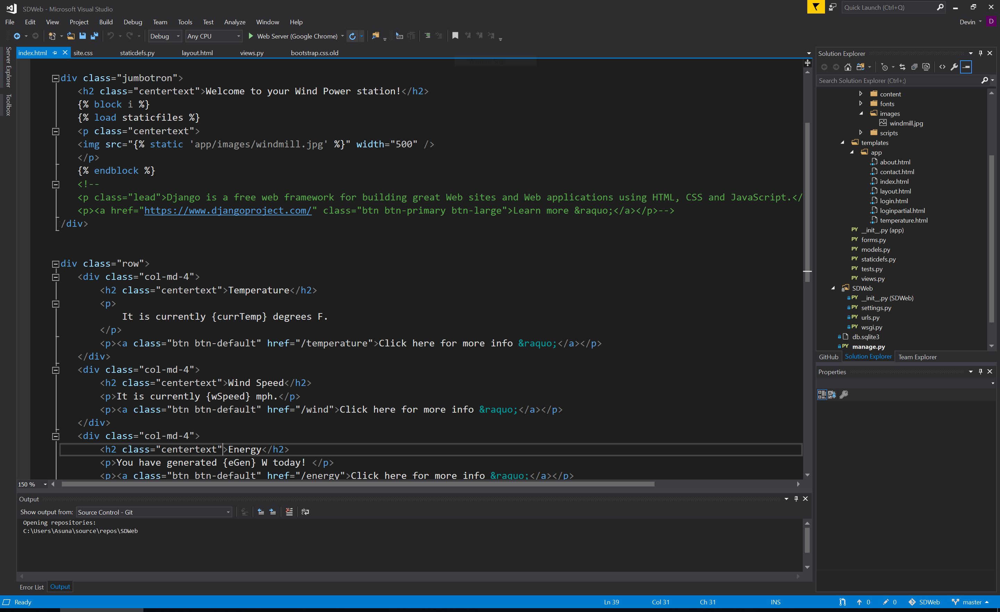 SDWeb - Microsoft Visual Studio
Quick Launch (Ctrl+Q)
File Edit View Project Build Debug Team Tools Test Analyze Window Help
Devin D
Debug Any CPU Web Server (Google Chrome)
Server Explorer
Toolbox
index.html site.css staticdefs.py layout.html views.py bootstrap.css.old
div class="jumbotron">
<h2 class="centertext">Welcome to your Wind Power station!</h2>
{% block i %}
{% load staticfiles %}
<p class="centertext">
<img src="{% static 'app/images/windmill.jpg' %}" width="500" />
</p>
{% endblock %}
<!--
<p class="lead">Django is a free web framework for building great Web sites and Web applications using HTML, CSS and JavaScript.</
<p><a href="https://www.djangoproject.com/" class="btn btn-primary btn-large">Learn more &raquo;</a></p>-->
/div>
div class="row">
<div class="col-md-4">
<h2 class="centertext">Temperature</h2>
<p>
It is currently {currTemp} degrees F.
</p>
<p><a class="btn btn-default" href="/temperature">Click here for more info &raquo;</a></p>
</div>
<div class="col-md-4">
<h2 class="centertext">Wind Speed</h2>
<p>It is currently {wSpeed} mph.</p>
<p><a class="btn btn-default" href="/wind">Click here for more info &raquo;</a></p>
</div>
<div class="col-md-4">
<h2 class="centertext">Energy</h2>
<p>You have generated {eGen} W today! </p>
<p><a class="btn btn-default" href="/energy">Click here for more info &raquo;</a></p>
150 %
Output
Show output from: Source Control - Git
Opening repositories:
C:\Users\Asuna\source\repos\SDWeb
Error List Output
Solution Explorer
Search Solution Explorer (Ctrl+;)
content
fonts
images
windmill.jpg
scripts
templates
app
about.html
contact.html
index.html
layout.html
login.html
loginpartial.html
temperature.html
PY __init__.py (app)
PY forms.py
PY models.py
PY staticdefs.py
PY tests.py
PY views.py
SDWeb
PY __init__.py (SDWeb)
PY settings.py
PY urls.py
PY wsgi.py
db.sqlite3
PY manage.py
GitHub Solution Explorer Team Explorer
Properties
Ready Ln 39 Col 31 Ch 31 INS 0 0 SDWeb master